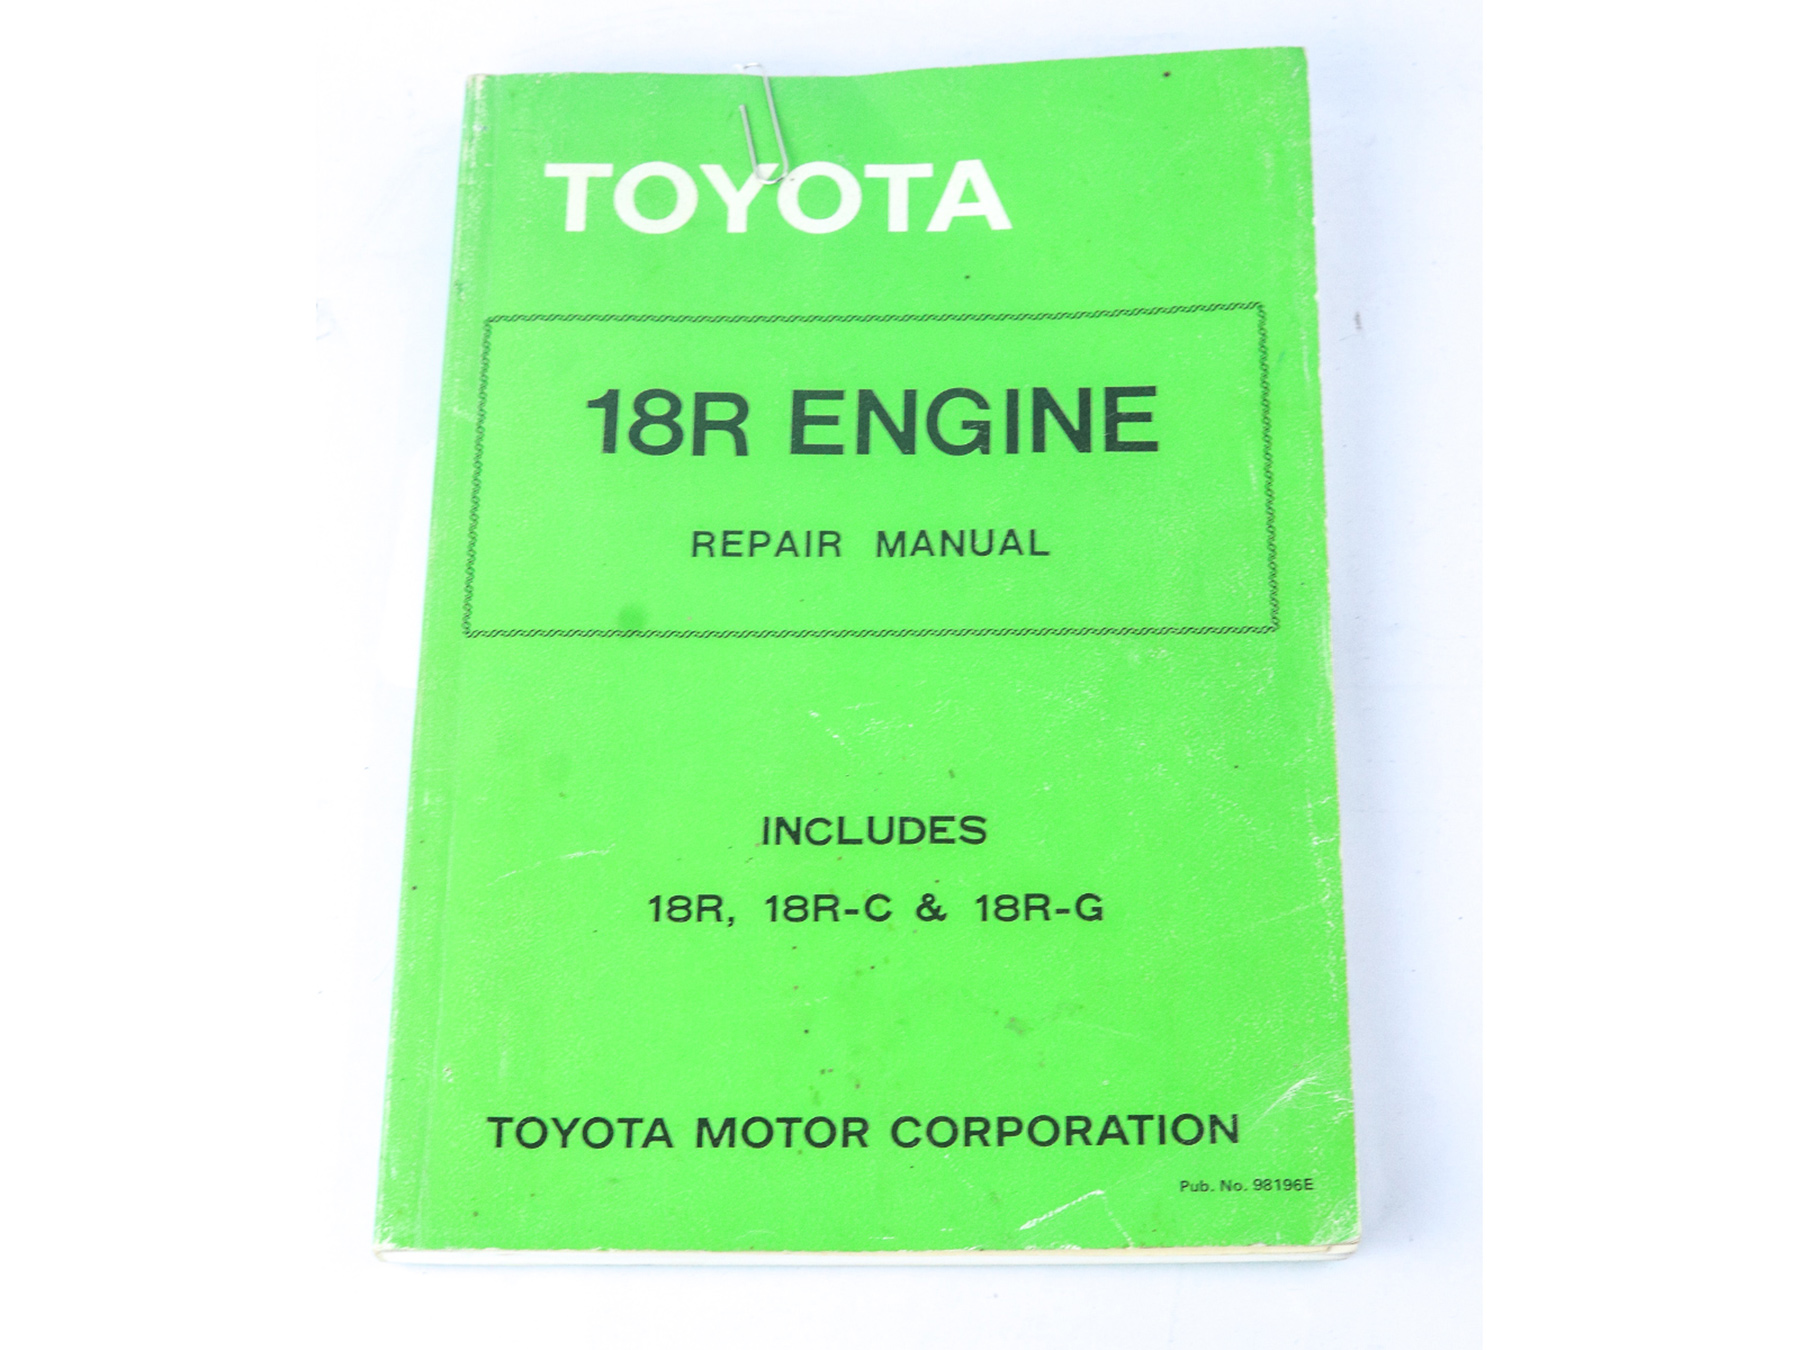 TOYOTA
18R ENGINE
REPAIR MANUAL
INCLUDES
18R, 18R-C & 18R-G
TOYOTA MOTOR CORPORATION
Pub. No. 98196E